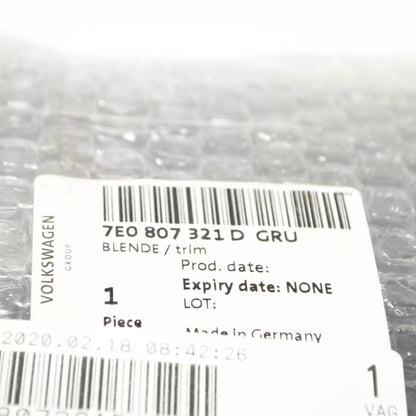 VOLKSWAGEN
GROUP
7E0 807 321 D GRU
BLENDE / trim
Prod. date:
Expiry date: NONE
LOT:
1
Piece
Made in Germany
2020.02.18 08:42:26
1
VAG